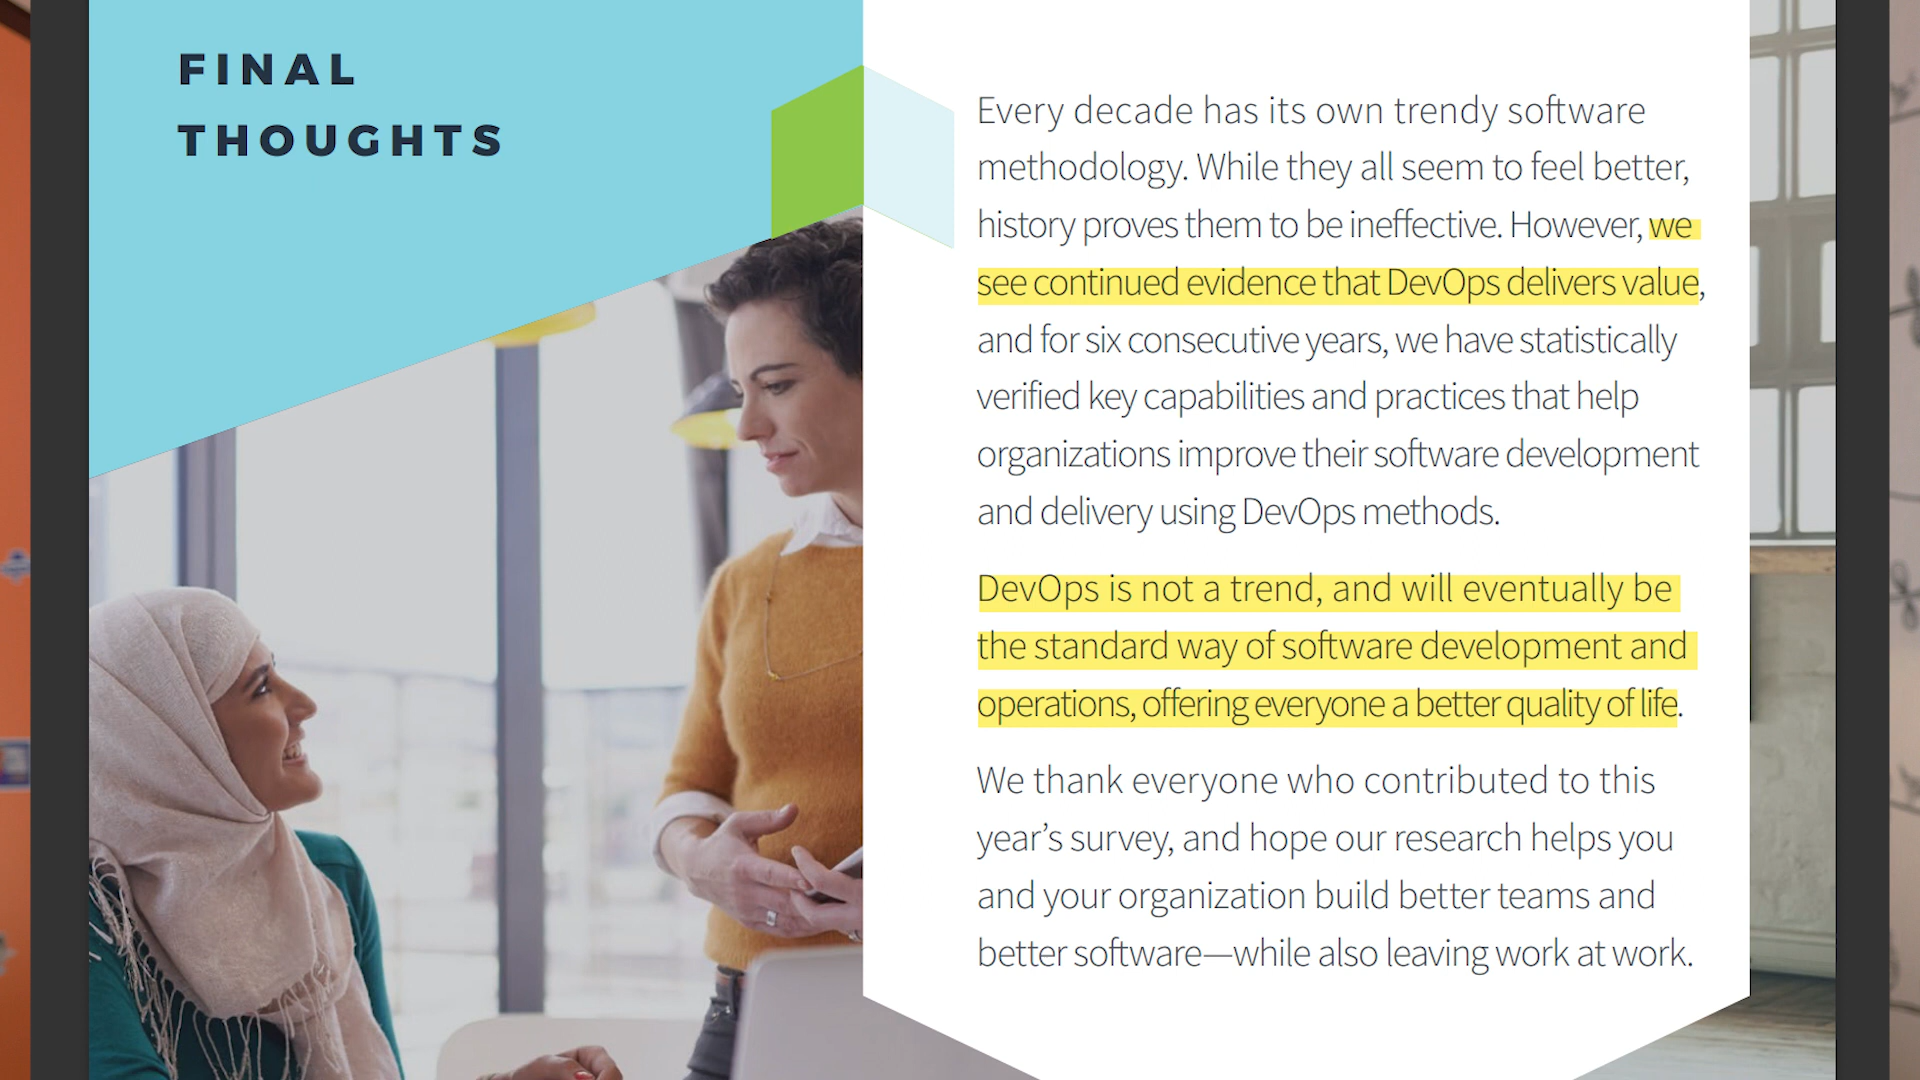 FINAL
THOUGHTS
Every decade has its own trendy software
methodology. While they all seem to feel better,
history proves them to be ineffective. However, we
see continued evidence that DevOps delivers value,
and for six consecutive years, we have statistically
verified key capabilities and practices that help
organizations improve their software development
and delivery using DevOps methods.
DevOps is not a trend, and will eventually be
the standard way of software development and
operations, offering everyone a better quality of life.
We thank everyone who contributed to this
year’s survey, and hope our research helps you
and your organization build better teams and
better software—while also leaving work at work.